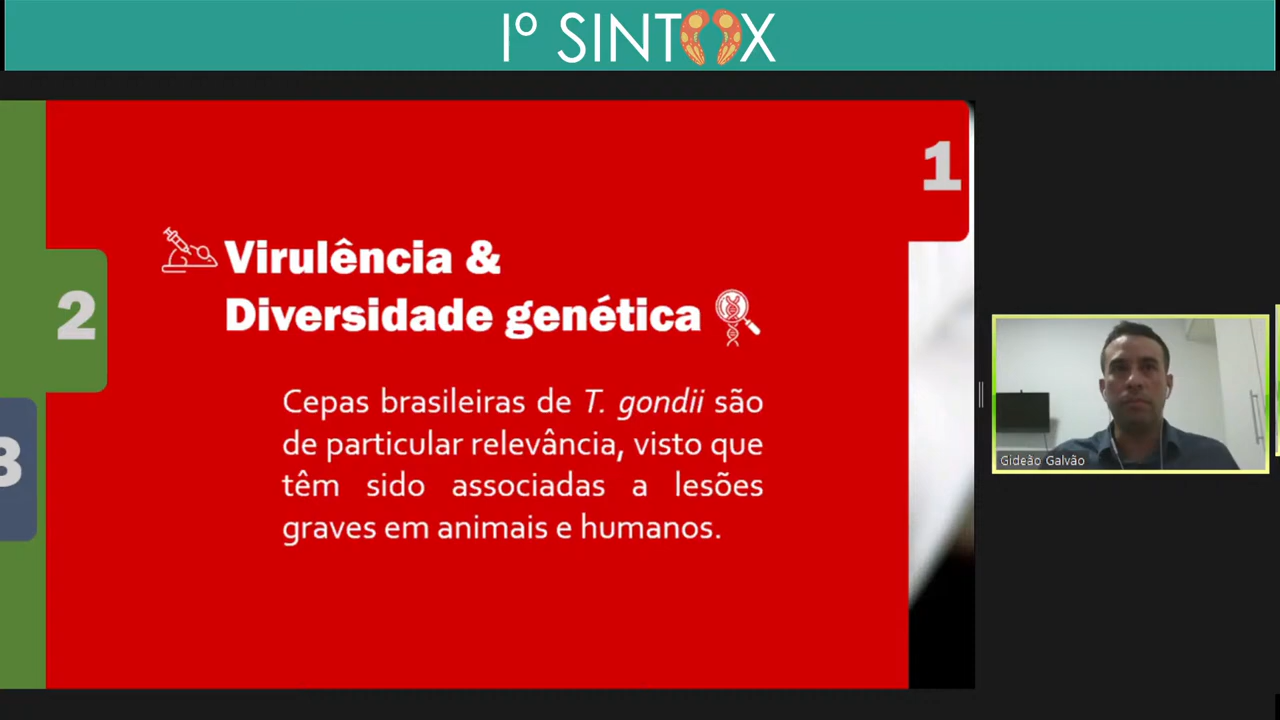 Iº SINTOX
1
2
3
Virulência &
Diversidade genética
Cepas brasileiras de T. gondii são
de particular relevância, visto que
têm sido associadas a lesões
graves em animais e humanos.
Gideão Galvão